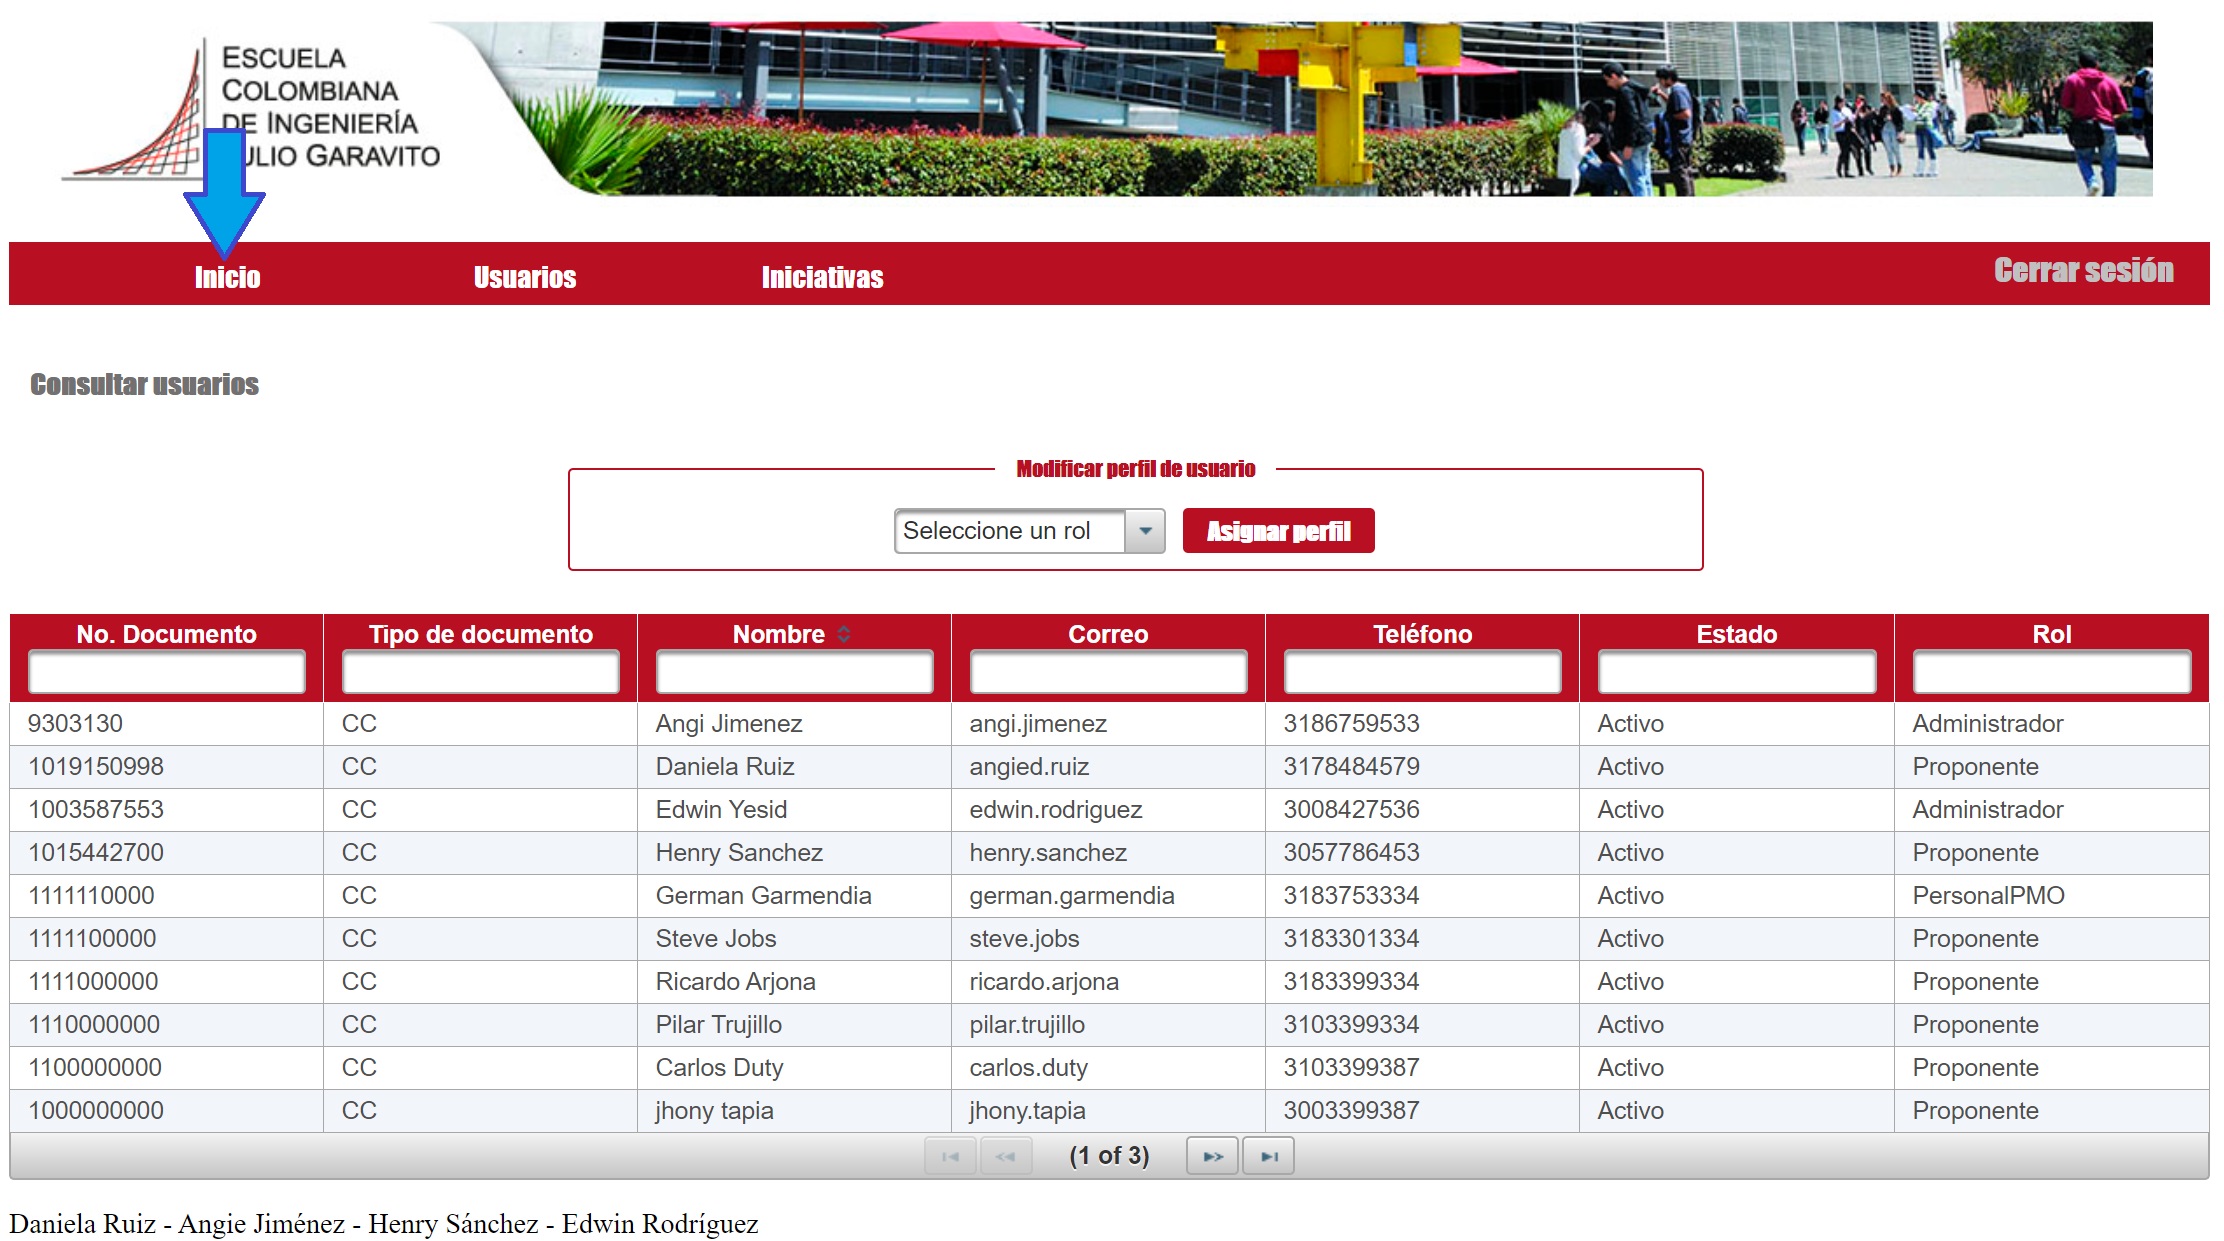 ESCUELA
COLOMBIANA
DE INGENIERÍA
ULIO GARAVITO
Inicio Usuarios Iniciativas Cerrar sesión
Consultar usuarios
Modificar perfil de usuario
Seleccione un rol Asignar perfil
No. Documento Tipo de documento Nombre Correo Teléfono Estado Rol
9303130 CC Angi Jimenez angi.jimenez 3186759533 Activo Administrador
1019150998 CC Daniela Ruiz angied.ruiz 3178484579 Activo Proponente
1003587553 CC Edwin Yesid edwin.rodriguez 3008427536 Activo Administrador
1015442700 CC Henry Sanchez henry.sanchez 3057786453 Activo Proponente
1111110000 CC German Garmendia german.garmendia 3183753334 Activo PersonalPMO
1111100000 CC Steve Jobs steve.jobs 3183301334 Activo Proponente
1111000000 CC Ricardo Arjona ricardo.arjona 3183399334 Activo Proponente
1110000000 CC Pilar Trujillo pilar.trujillo 3103399334 Activo Proponente
1100000000 CC Carlos Duty carlos.duty 3103399387 Activo Proponente
1000000000 CC jhony tapia jhony.tapia 3003399387 Activo Proponente
(1 of 3)
Daniela Ruiz - Angie Jiménez - Henry Sánchez - Edwin Rodríguez